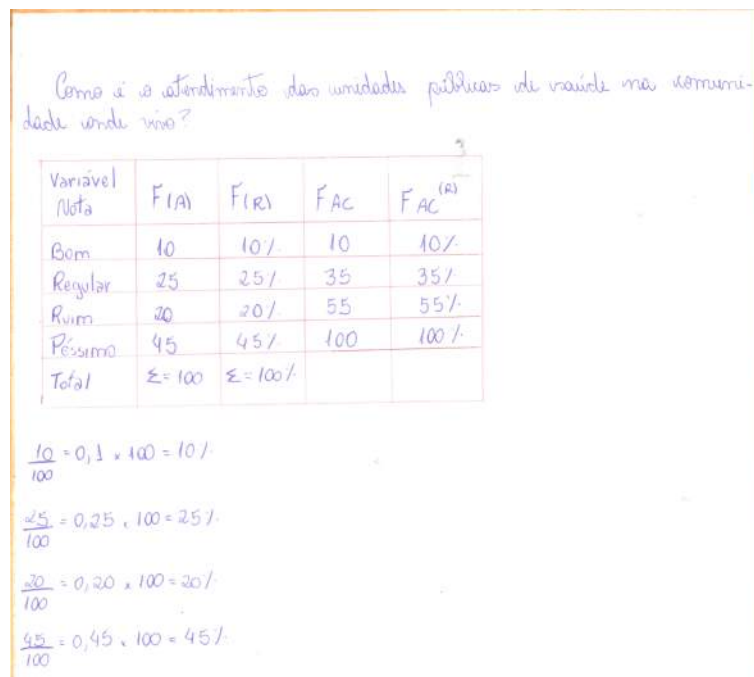 Como é o atendimento das unidades públicas de saúde na comuni-
dade onde vivo?
Variável Nota F(A) F(R) F AC F AC (R)
Bom 10 10% 10 10%
Regular 25 25% 35 35%
Ruim 20 20% 55 55%
Péssimo 45 45% 100 100%
Total Σ=100 Σ=100%
10/100 = 0,1 x 100 = 10%
25/100 = 0,25 x 100 = 25%
20/100 = 0,20 x 100 = 20%
45/100 = 0,45 x 100 = 45%